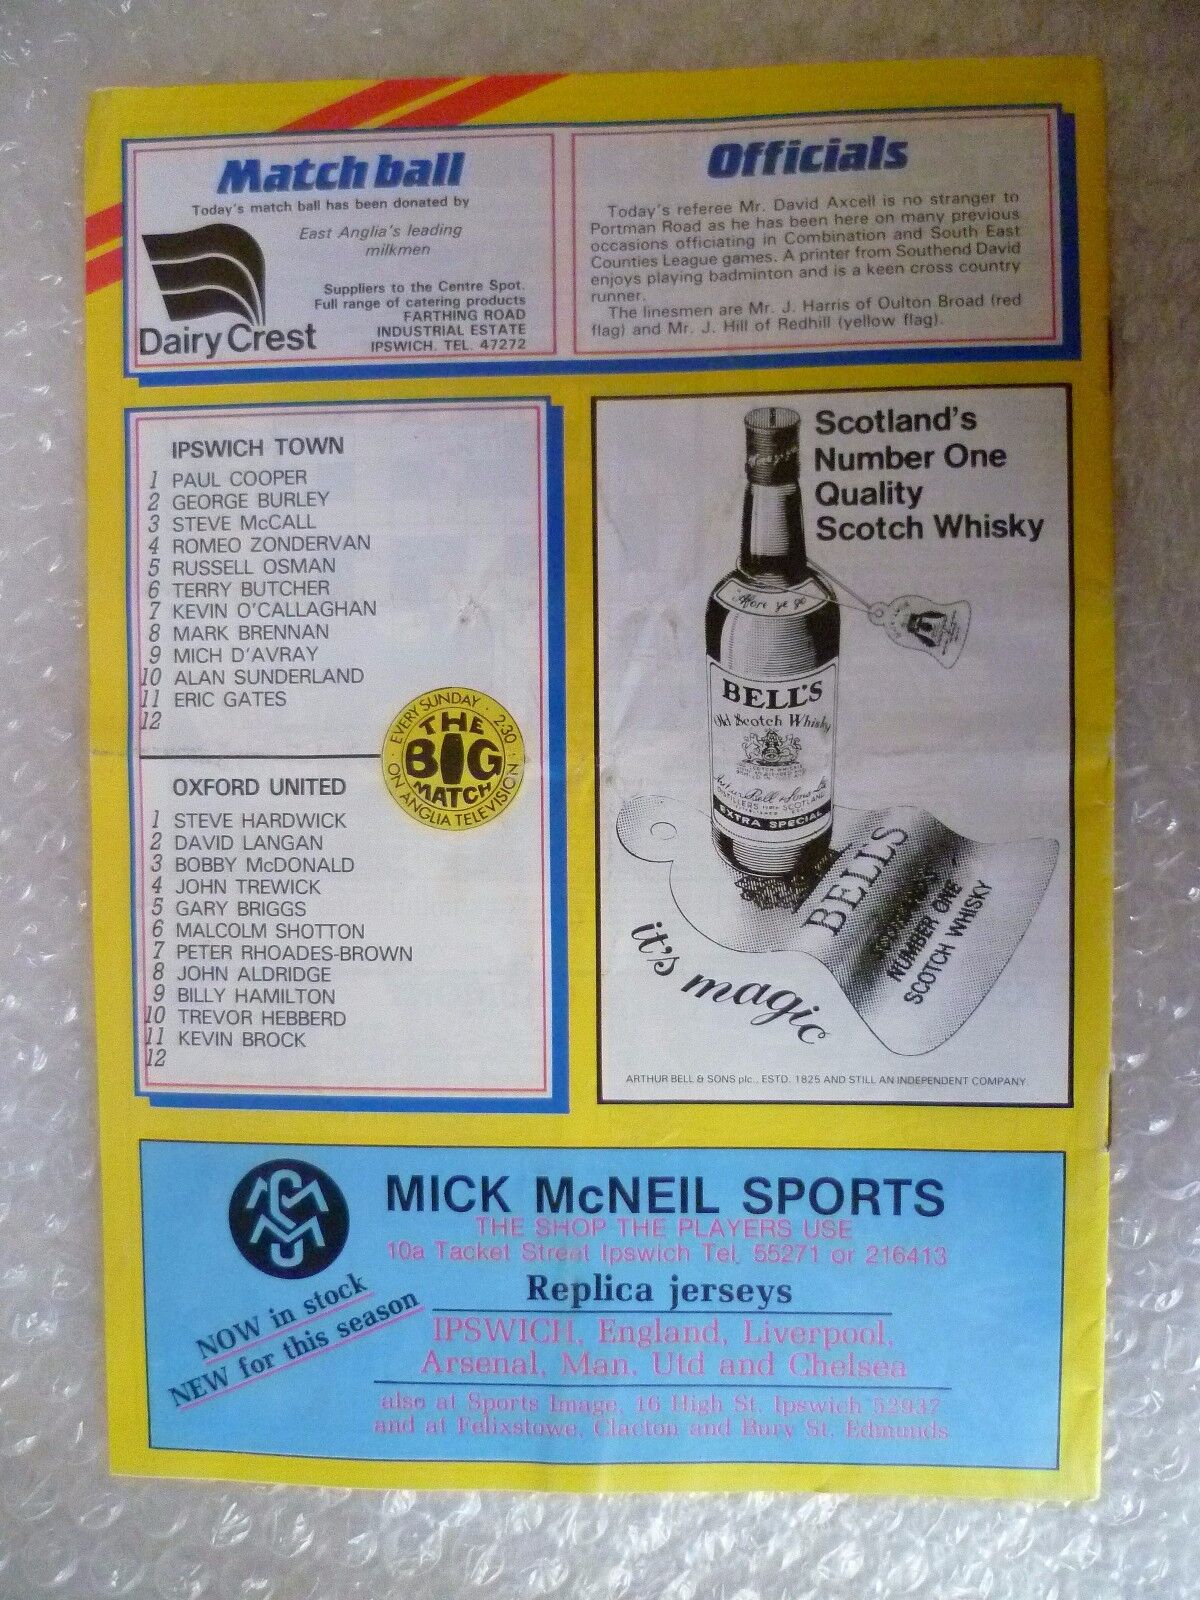 Match ball
Today's match ball has been donated by
East Anglia's leading
milkmen
Suppliers to the Centre Spot.
Full range of catering products
FARTHING ROAD
INDUSTRIAL ESTATE
IPSWICH. TEL. 47272
Dairy Crest
Officials
Today's referee Mr. David Axcell is no stranger to
Portman Road as he has been here on many previous
occasions officiating in Combination and South East
Counties League games. A printer from Southend David
enjoys playing badminton and is a keen cross country
runner.
The linesmen are Mr. J. Harris of Oulton Broad (red
flag) and Mr. J. Hill of Redhill (yellow flag).
IPSWICH TOWN
1 PAUL COOPER
2 GEORGE BURLEY
3 STEVE McCALL
4 ROMEO ZONDERVAN
5 RUSSELL OSMAN
6 TERRY BUTCHER
7 KEVIN O'CALLAGHAN
8 MARK BRENNAN
9 MICH D'AVRAY
10 ALAN SUNDERLAND
11 ERIC GATES
12
EVERY SUNDAY · 2·30 ·
ON ANGLIA TELEVISION
THE
BIG
MATCH
OXFORD UNITED
1 STEVE HARDWICK
2 DAVID LANGAN
3 BOBBY McDONALD
4 JOHN TREWICK
5 GARY BRIGGS
6 MALCOLM SHOTTON
7 PETER RHOADES-BROWN
8 JOHN ALDRIDGE
9 BILLY HAMILTON
10 TREVOR HEBBERD
11 KEVIN BROCK
12
Scotland's
Number One
Quality
Scotch Whisky
Afore ye go
BELL'S
Old Scotch Whisky
Arthur Bell & Sons Ltd
DISTILLERS SCOTLAND
EXTRA SPECIAL
BELL'S
SCOTLAND'S
NUMBER ONE
SCOTCH WHISKY
it's magic
ARTHUR BELL & SONS plc., ESTD. 1825 AND STILL AN INDEPENDENT COMPANY
MICK McNEIL SPORTS
THE SHOP THE PLAYERS USE
10a Tacket Street Ipswich Tel. 55271 or 216413
NOW in stock
NEW for this season
Replica jerseys
IPSWICH, England, Liverpool,
Arsenal, Man. Utd and Chelsea
also at Sports Image, 16 High St. Ipswich 52937
and at Felixstowe, Clacton and Bury St. Edmunds